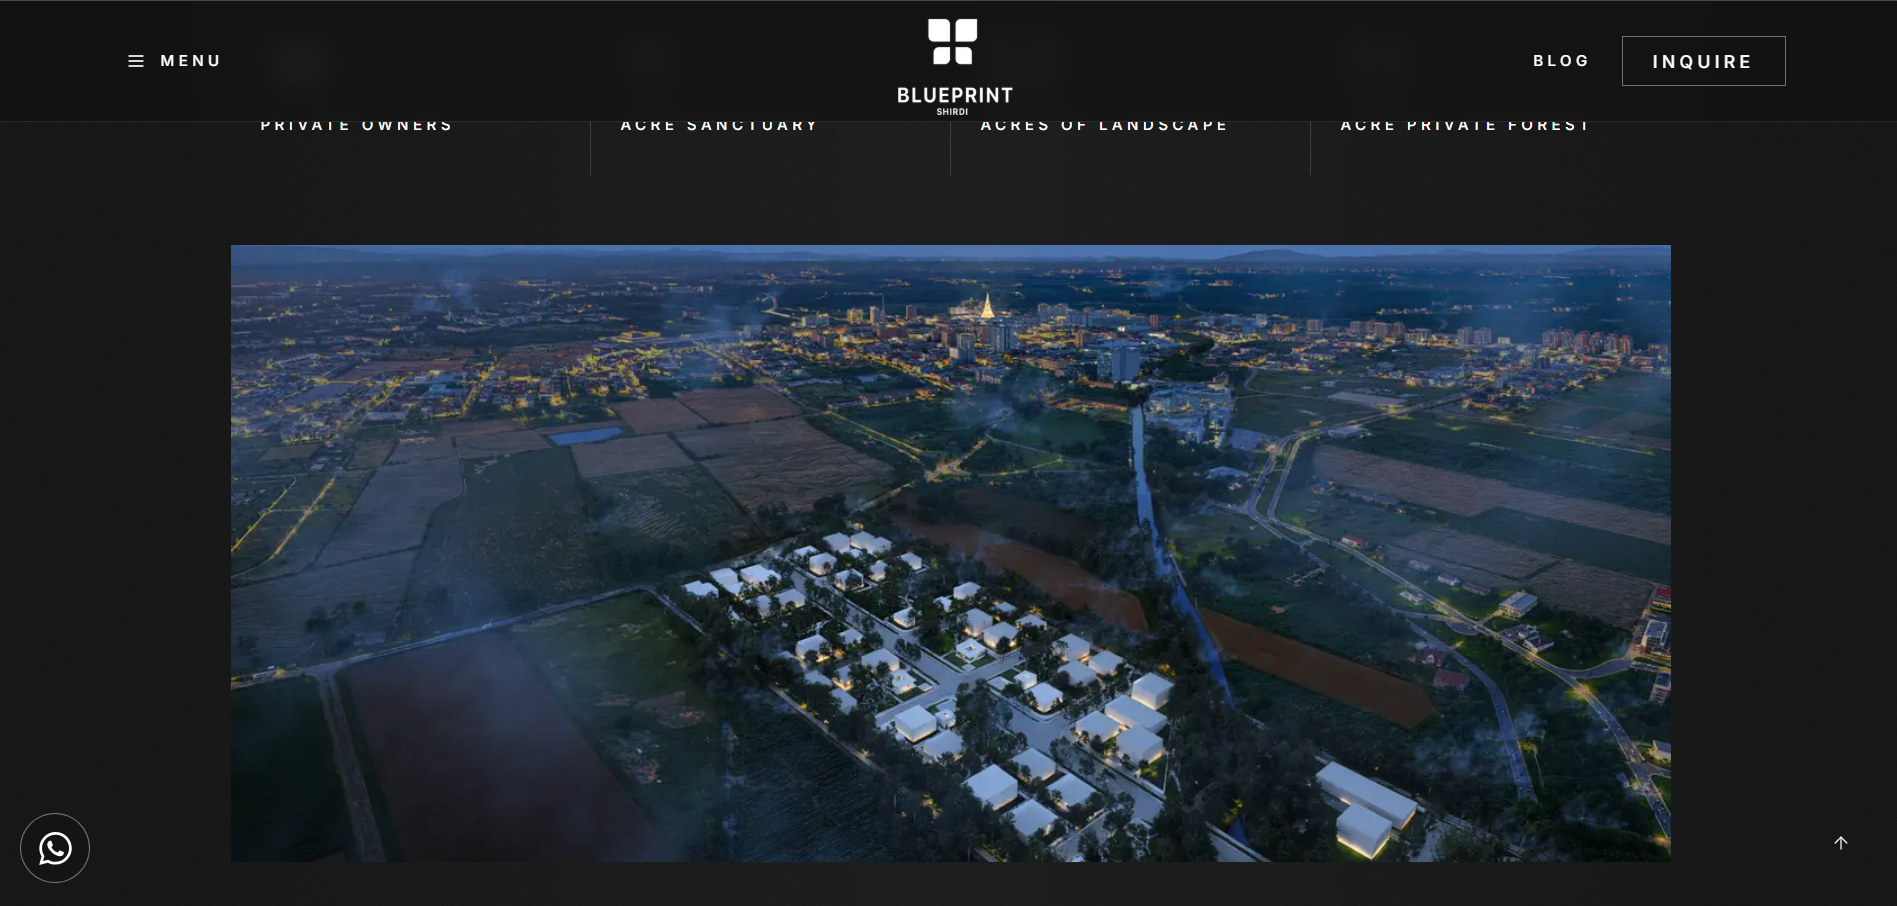 MENU
BLUEPRINT
SHIRDI
BLOG
INQUIRE
PRIVATE OWNERS
ACRE SANCTUARY
ACRES OF LANDSCAPE
ACRE PRIVATE FOREST